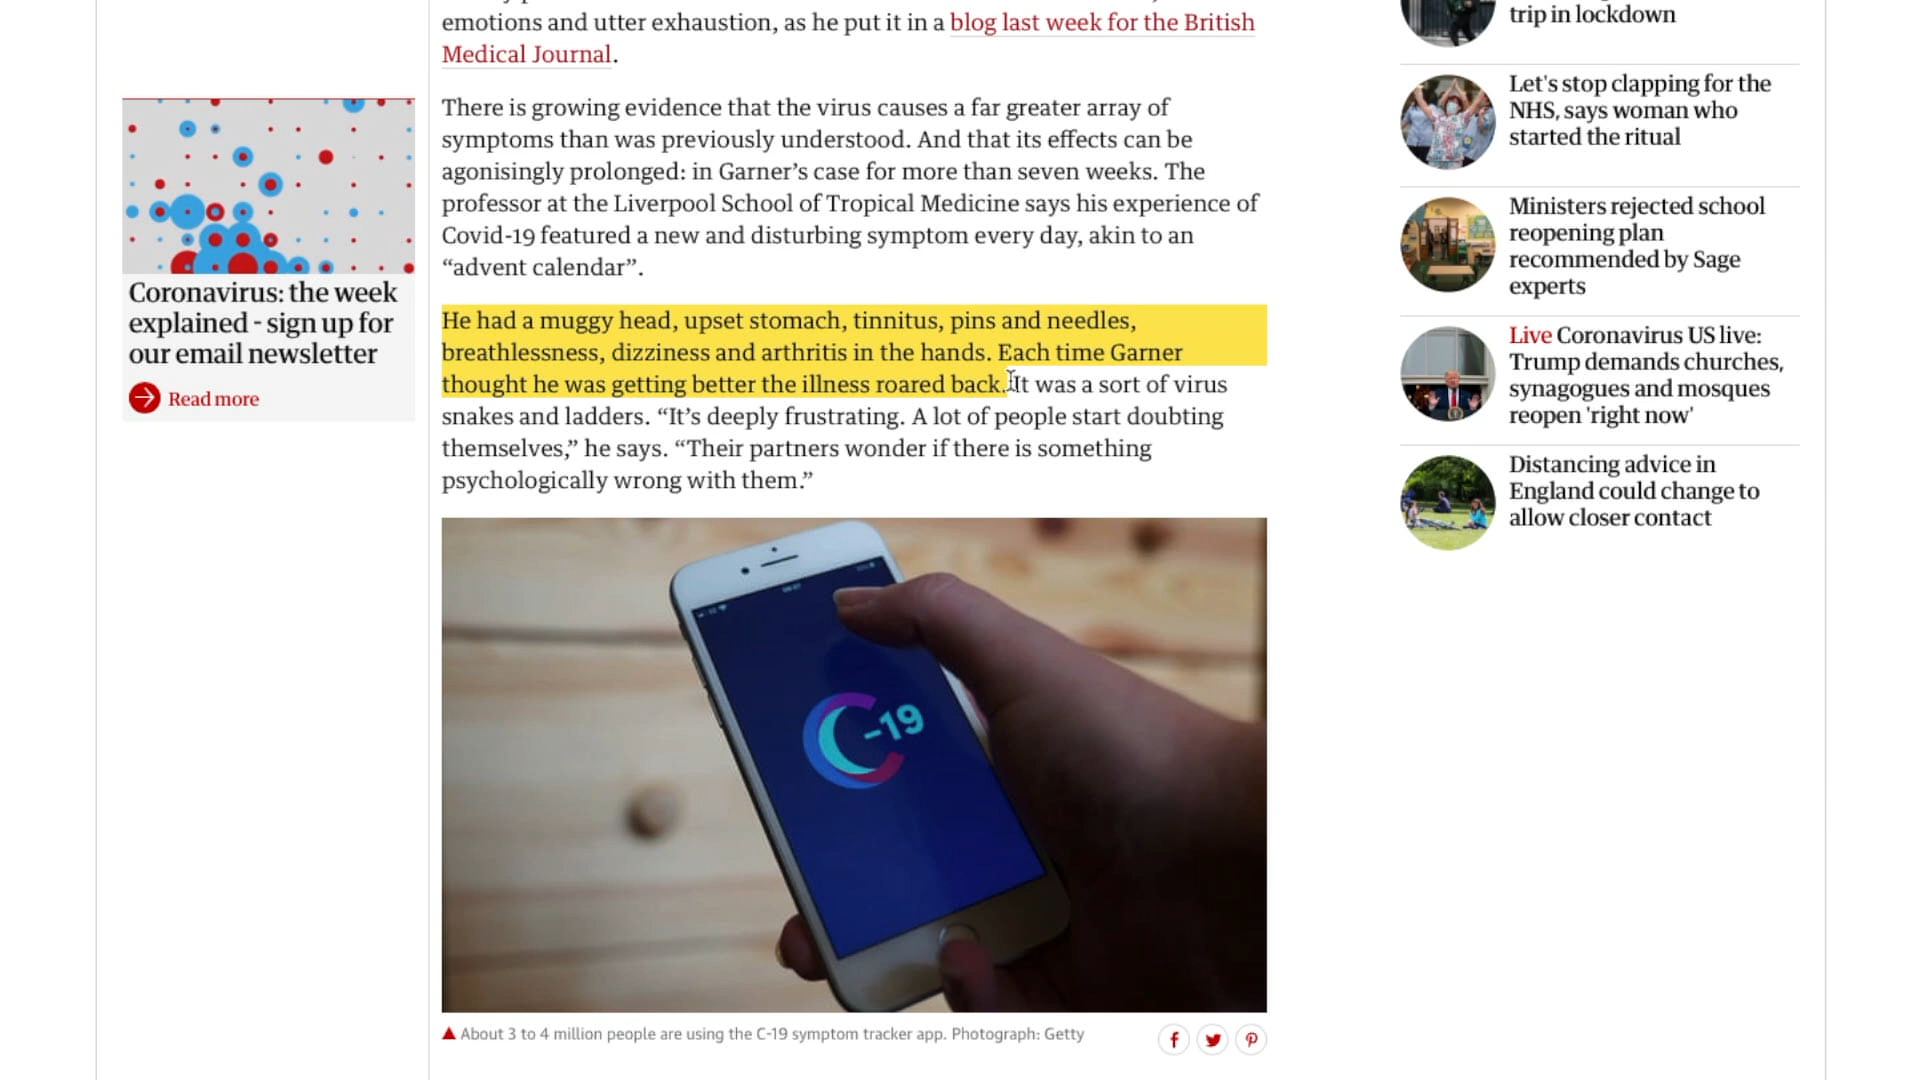 emotions and utter exhaustion, as he put it in a blog last week for the British
Medical Journal.
There is growing evidence that the virus causes a far greater array of
symptoms than was previously understood. And that its effects can be
agonisingly prolonged: in Garner’s case for more than seven weeks. The
professor at the Liverpool School of Tropical Medicine says his experience of
Covid-19 featured a new and disturbing symptom every day, akin to an
“advent calendar”.
He had a muggy head, upset stomach, tinnitus, pins and needles,
breathlessness, dizziness and arthritis in the hands. Each time Garner
thought he was getting better the illness roared back. It was a sort of virus
snakes and ladders. “It’s deeply frustrating. A lot of people start doubting
themselves,” he says. “Their partners wonder if there is something
psychologically wrong with them.”
C-19
About 3 to 4 million people are using the C-19 symptom tracker app. Photograph: Getty
Coronavirus: the week
explained - sign up for
our email newsletter
Read more
trip in lockdown
Let's stop clapping for the
NHS, says woman who
started the ritual
Ministers rejected school
reopening plan
recommended by Sage
experts
Live Coronavirus US live:
Trump demands churches,
synagogues and mosques
reopen 'right now'
Distancing advice in
England could change to
allow closer contact